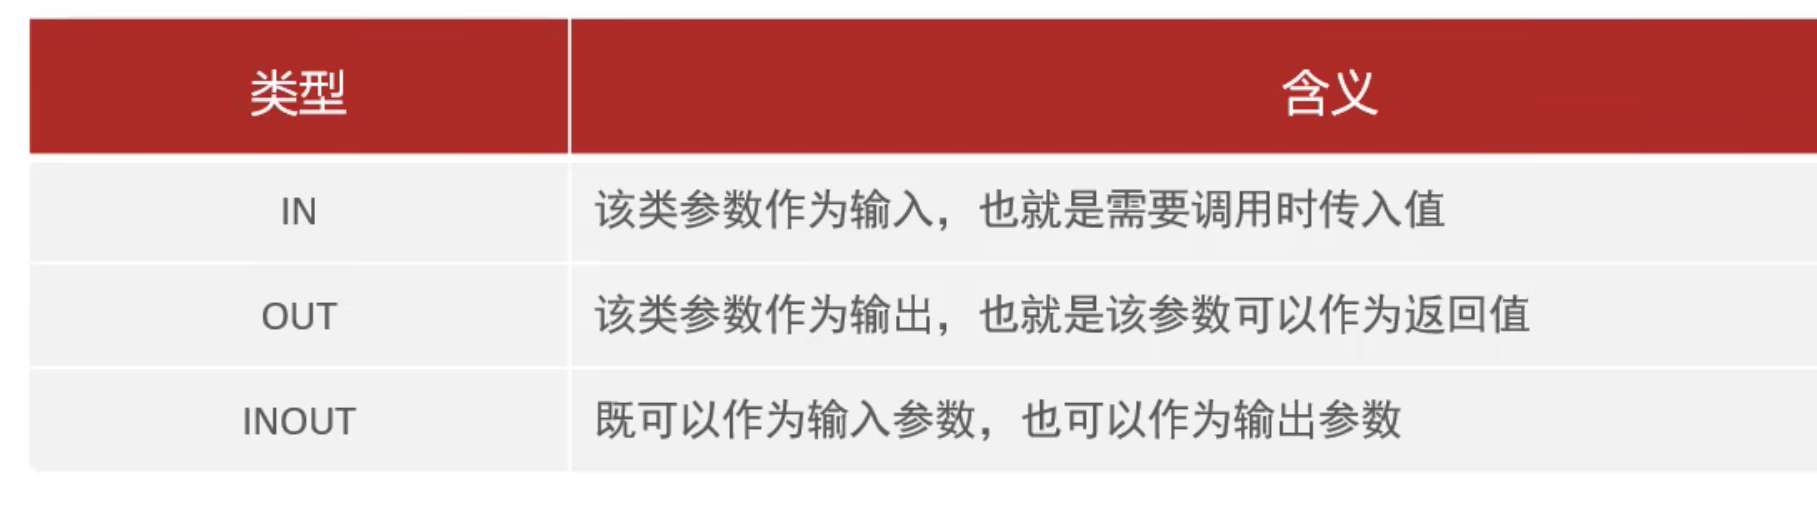 类型 含义
IN 该类参数作为输入，也就是需要调用时传入值
OUT 该类参数作为输出，也就是该参数可以作为返回值
INOUT 既可以作为输入参数，也可以作为输出参数